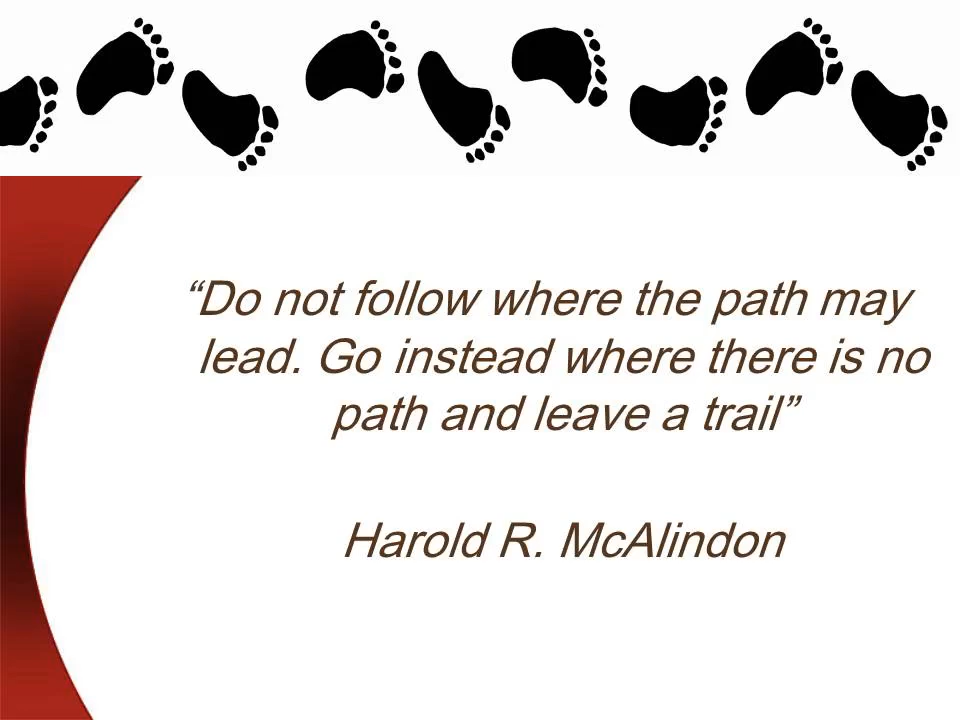 “Do not follow where the path may
lead. Go instead where there is no
path and leave a trail”
Harold R. McAlindon